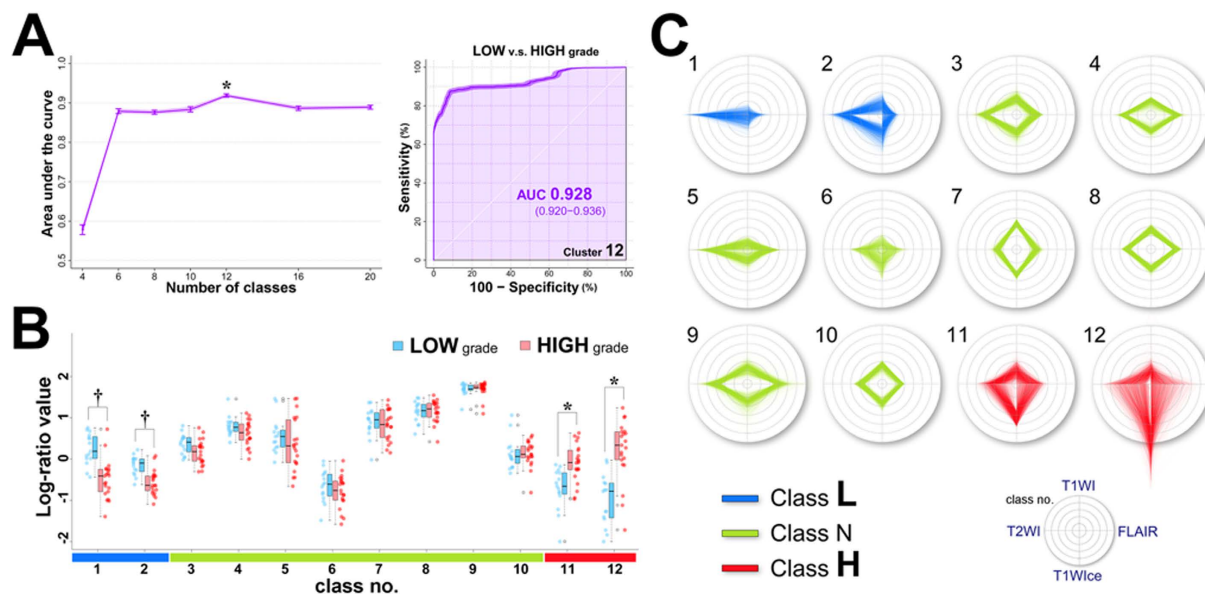 A
Area under the curve
1.0
0.9
0.8
0.7
0.6
0.5
*
4 6 8 10 12 16 20
Number of classes
LOW v.s. HIGH grade
Sensitivity (%)
100
80
60
40
20
0
AUC 0.928
(0.920−0.936)
Cluster 12
0 20 40 60 80 100
100 − Specificity (%)
B
LOW grade HIGH grade
Log-ratio value
2
1
0
-1
-2
† † * *
1 2 3 4 5 6 7 8 9 10 11 12
class no.
C
1 2 3 4
5 6 7 8
9 10 11 12
Class L
Class N
Class H
class no.
T1WI
T2WI FLAIR
T1WIce